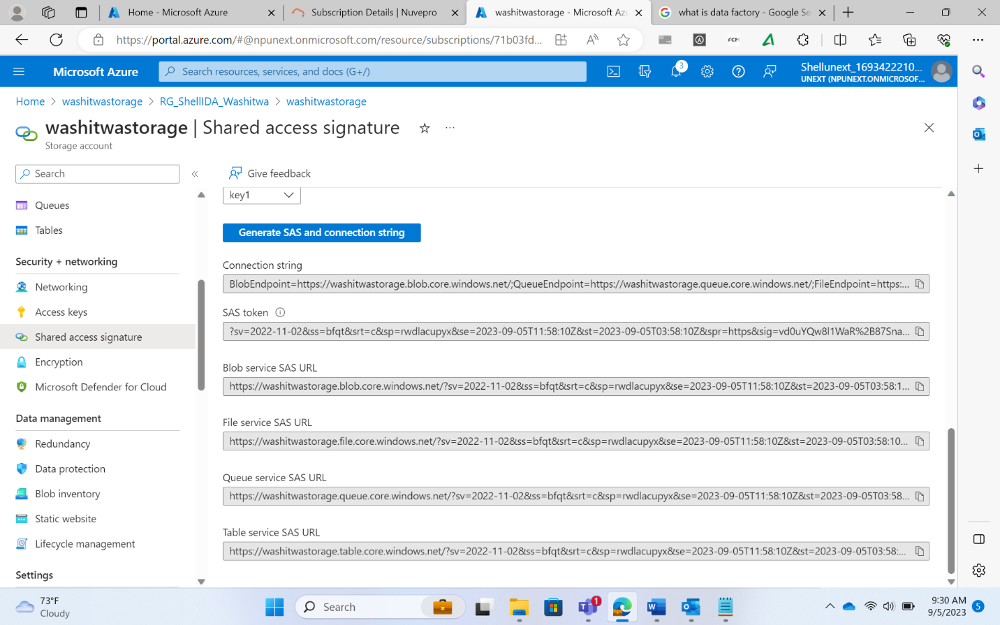 Home - Microsoft Azure
Subscription Details | Nuvepro
washitwastorage - Microsoft Az
what is data factory - Google Se
https://portal.azure.com/#@npunext.onmicrosoft.com/resource/subscriptions/71b03fd...
FCM
Microsoft Azure
Search resources, services, and docs (G+/)
3
Shellunext_1693422210...
UNEXT (NPUNEXT.ONMICROSOF...
Home > washitwastorage > RG_ShellIDA_Washitwa > washitwastorage
washitwastorage | Shared access signature
...
Storage account
Search
«
Give feedback
key1
Queues
Tables
Generate SAS and connection string
Security + networking
Connection string
Networking
BlobEndpoint=https://washitwastorage.blob.core.windows.net/;QueueEndpoint=https://washitwastorage.queue.core.windows.net/;FileEndpoint=https:...
Access keys
SAS token
Shared access signature
?sv=2022-11-02&ss=bfqt&srt=c&sp=rwdlacupyx&se=2023-09-05T11:58:10Z&st=2023-09-05T03:58:10Z&spr=https&sig=vd0uYQw8l1WaR%2B87Sna...
Encryption
Blob service SAS URL
Microsoft Defender for Cloud
https://washitwastorage.blob.core.windows.net/?sv=2022-11-02&ss=bfqt&srt=c&sp=rwdlacupyx&se=2023-09-05T11:58:10Z&st=2023-09-05T03:58:1...
Data management
File service SAS URL
Redundancy
https://washitwastorage.file.core.windows.net/?sv=2022-11-02&ss=bfqt&srt=c&sp=rwdlacupyx&se=2023-09-05T11:58:10Z&st=2023-09-05T03:58:10...
Data protection
Queue service SAS URL
Blob inventory
https://washitwastorage.queue.core.windows.net/?sv=2022-11-02&ss=bfqt&srt=c&sp=rwdlacupyx&se=2023-09-05T11:58:10Z&st=2023-09-05T03:58...
Static website
Table service SAS URL
Lifecycle management
https://washitwastorage.table.core.windows.net/?sv=2022-11-02&ss=bfqt&srt=c&sp=rwdlacupyx&se=2023-09-05T11:58:10Z&st=2023-09-05T03:58:...
Settings
73°F
Cloudy
Search
1
9:30 AM
9/5/2023
5